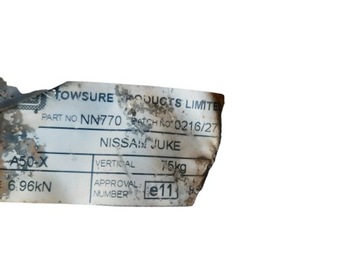 TOWSURE PRODUCTS LIMITE
PART NO NN770 BATCH No 0216/27
NISSAN JUKE
A50-X VERTICAL 75kg
6.96kN APPROVAL NUMBER e11